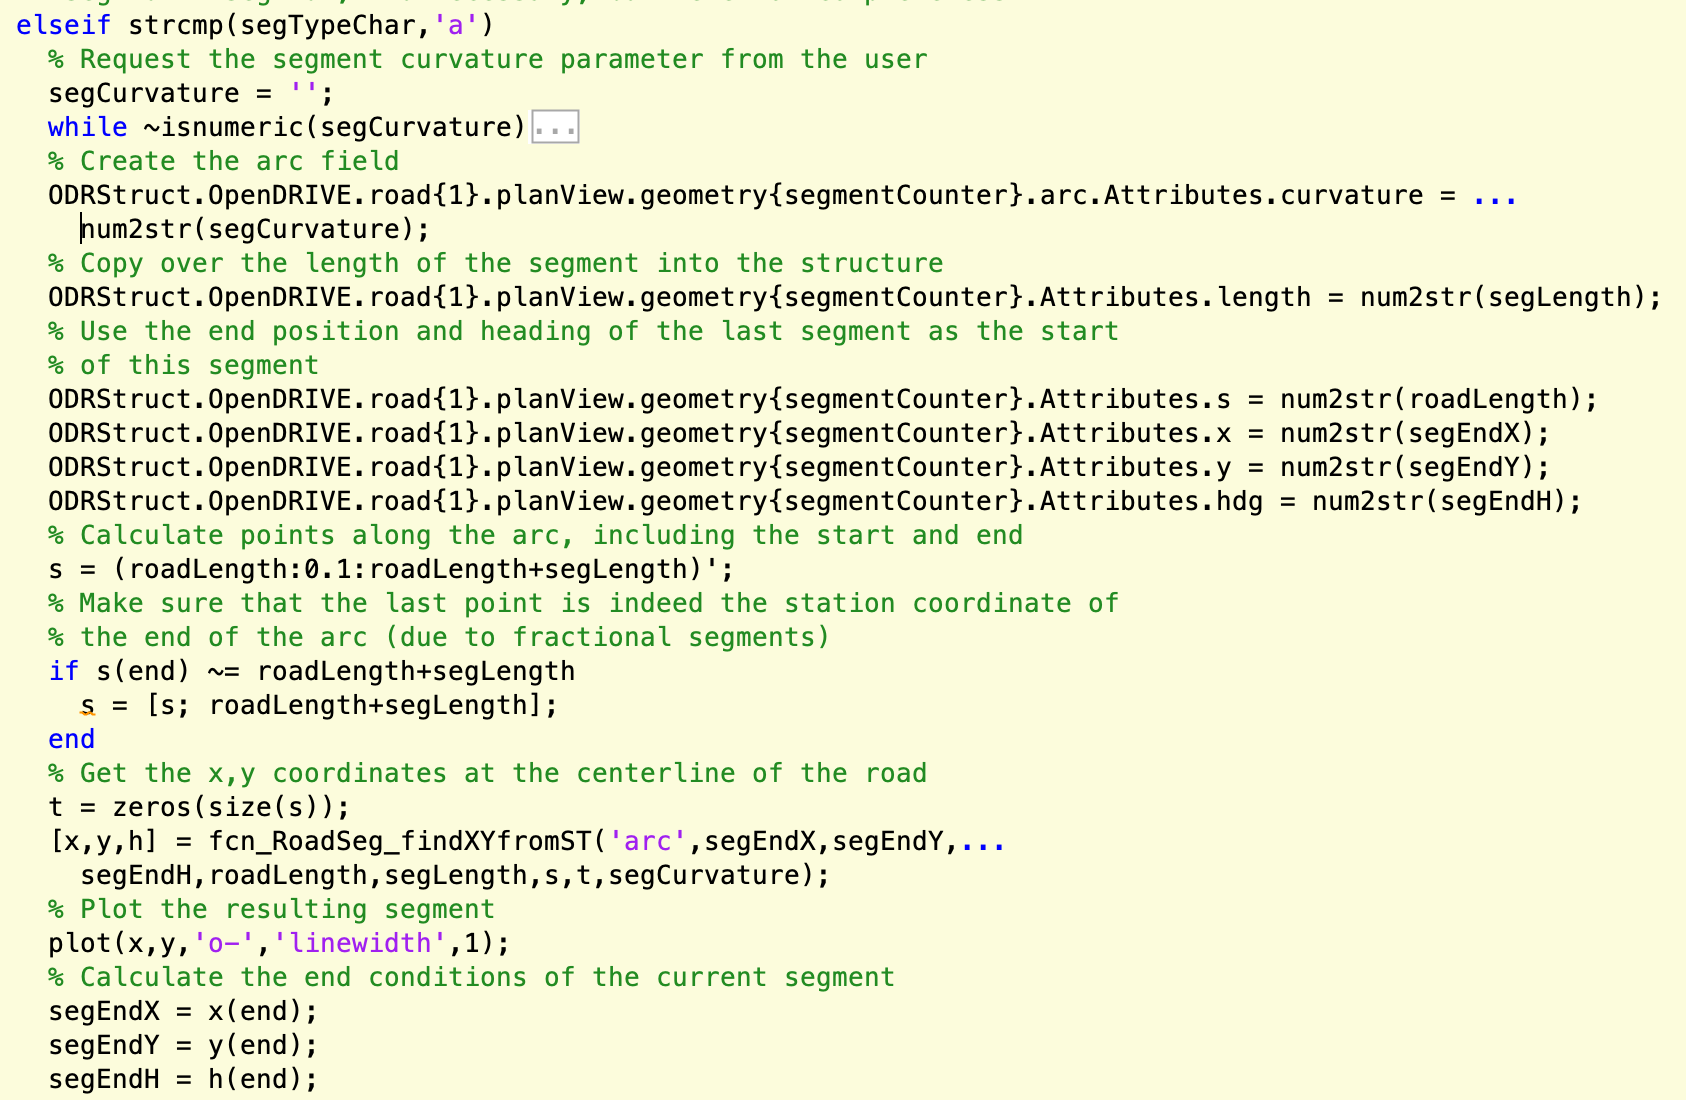 elseif strcmp(segTypeChar,'a')
% Request the segment curvature parameter from the user
segCurvature = '';
while ~isnumeric(segCurvature)...
% Create the arc field
ODRStruct.OpenDRIVE.road{1}.planView.geometry{segmentCounter}.arc.Attributes.curvature = ...
num2str(segCurvature);
% Copy over the length of the segment into the structure
ODRStruct.OpenDRIVE.road{1}.planView.geometry{segmentCounter}.Attributes.length = num2str(segLength);
% Use the end position and heading of the last segment as the start
% of this segment
ODRStruct.OpenDRIVE.road{1}.planView.geometry{segmentCounter}.Attributes.s = num2str(roadLength);
ODRStruct.OpenDRIVE.road{1}.planView.geometry{segmentCounter}.Attributes.x = num2str(segEndX);
ODRStruct.OpenDRIVE.road{1}.planView.geometry{segmentCounter}.Attributes.y = num2str(segEndY);
ODRStruct.OpenDRIVE.road{1}.planView.geometry{segmentCounter}.Attributes.hdg = num2str(segEndH);
% Calculate points along the arc, including the start and end
s = (roadLength:0.1:roadLength+segLength)';
% Make sure that the last point is indeed the station coordinate of
% the end of the arc (due to fractional segments)
if s(end) ~= roadLength+segLength
s = [s; roadLength+segLength];
end
% Get the x,y coordinates at the centerline of the road
t = zeros(size(s));
[x,y,h] = fcn_RoadSeg_findXYfromST('arc',segEndX,segEndY,...
segEndH,roadLength,segLength,s,t,segCurvature);
% Plot the resulting segment
plot(x,y,'o-','linewidth',1);
% Calculate the end conditions of the current segment
segEndX = x(end);
segEndY = y(end);
segEndH = h(end);